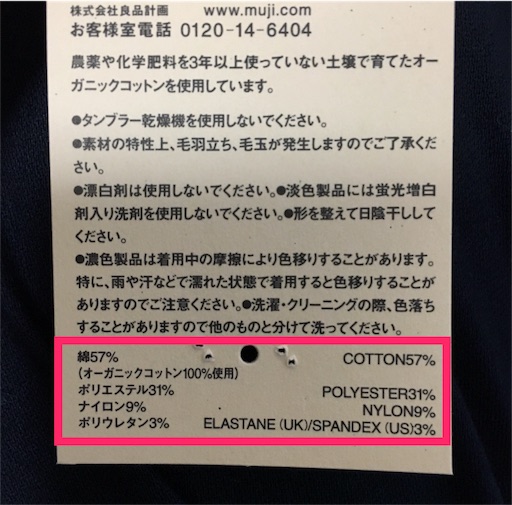 株式会社良品計画 www.muji.com
お客様室電話 0120-14-6404
農薬や化学肥料を3年以上使っていない土壌で育てたオー
ガニックコットンを使用しています。
●タンブラー乾燥機を使用しないでください。
●素材の特性上、毛羽立ち、毛玉が発生しますのでご了承くださ
い。
●漂白剤は使用しないでください。●淡色製品には蛍光増白
剤入り洗剤を使用しないでください。●形を整えて日陰干しして
ください。
●濃色製品は着用中の摩擦により色移りすることがあります。
特に、雨や汗などで濡れた状態で着用すると色移りすることが
ありますのでご注意ください。●洗濯・クリーニングの際、色落ち
することがありますので他のものと分けて洗ってください。
綿57% COTTON57%
(オーガニックコットン100%使用)
ポリエステル31% POLYESTER31%
ナイロン9% NYLON9%
ポリウレタン3% ELASTANE (UK)/SPANDEX (US)3%